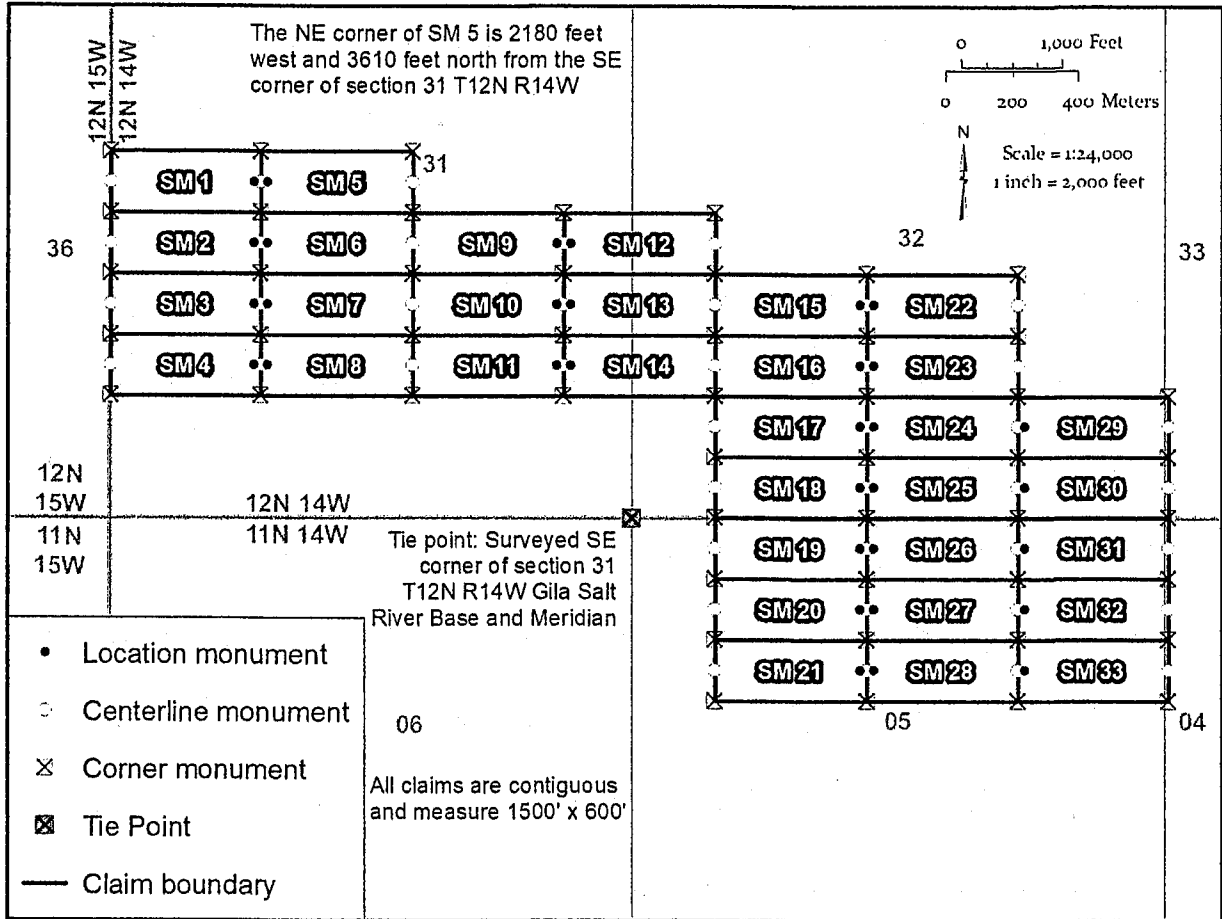 The NE corner of SM 5 is 2180 feet
west and 3610 feet north from the SE
corner of section 31 T12N R14W
12N 15W
12N 14W
0 1,000 Feet
0 200 400 Meters
N
Scale = 1:24,000
1 inch = 2,000 feet
31
SM 1 SM 5
36
32
33
SM 2 SM 6 SM 9 SM 12
SM 3 SM 7 SM 10 SM 13 SM 15 SM 22
SM 4 SM 8 SM 11 SM 14 SM 16 SM 23
SM 17 SM 24 SM 29
SM 18 SM 25 SM 30
12N
15W
12N 14W
11N
15W
11N 14W
Tie point: Surveyed SE
corner of section 31
T12N R14W Gila Salt
River Base and Meridian
SM 19 SM 26 SM 31
SM 20 SM 27 SM 32
SM 21 SM 28 SM 33
06
05
04
All claims are contiguous
and measure 1500' x 600'
Location monument
Centerline monument
Corner monument
Tie Point
Claim boundary